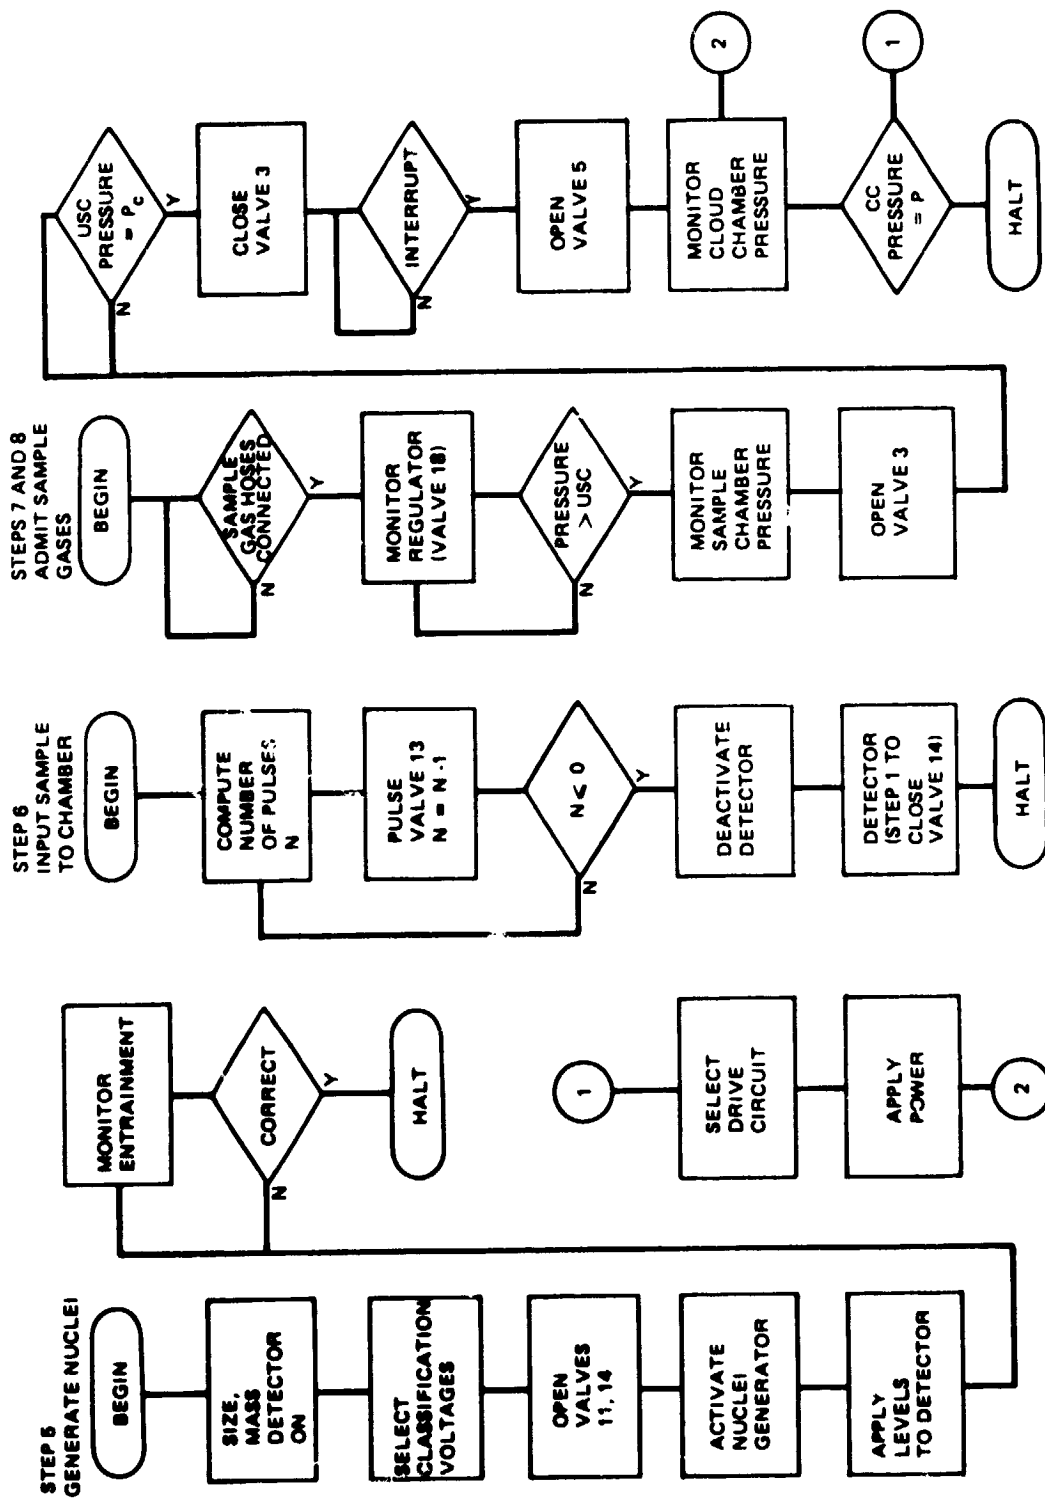 STEP 5
GENERATE NUCLEI
BEGIN
SIZE,
MASS
DETECTOR
ON
SELECT
CLASSIFICATION
VOLTAGES
OPEN
VALVES
11, 14
ACTIVATE
NUCLEI
GENERATOR
APPLY
LEVELS
TO DETECTOR
MONITOR
ENTRAINMENT
CORRECT
N
Y
HALT
1
SELECT
DRIVE
CIRCUIT
APPLY
POWER
2
STEP 6
INPUT SAMPLE
TO CHAMBER
BEGIN
COMPUTE
NUMBER
OF PULSES
N
PULSE
VALVE 13
N = N-1
N < 0
N
Y
DEACTIVATE
DETECTOR
DETECTOR
(STEP 1 TO
CLOSE
VALVE 14)
HALT
STEPS 7 AND 8
ADMIT SAMPLE
GASES
BEGIN
SAMPLE
GAS HOSES
CONNECTED
N
Y
MONITOR
REGULATOR
(VALVE 18)
PRESSURE
> USC
N
Y
MONITOR
SAMPLE
CHAMBER
PRESSURE
OPEN
VALVE 3
USC
PRESSURE
= Pc
N
Y
CLOSE
VALVE 3
INTERRUPT
N
Y
OPEN
VALVE 5
MONITOR
CLOUD
CHAMBER
PRESSURE
2
CC
PRESSURE
= P
1
HALT